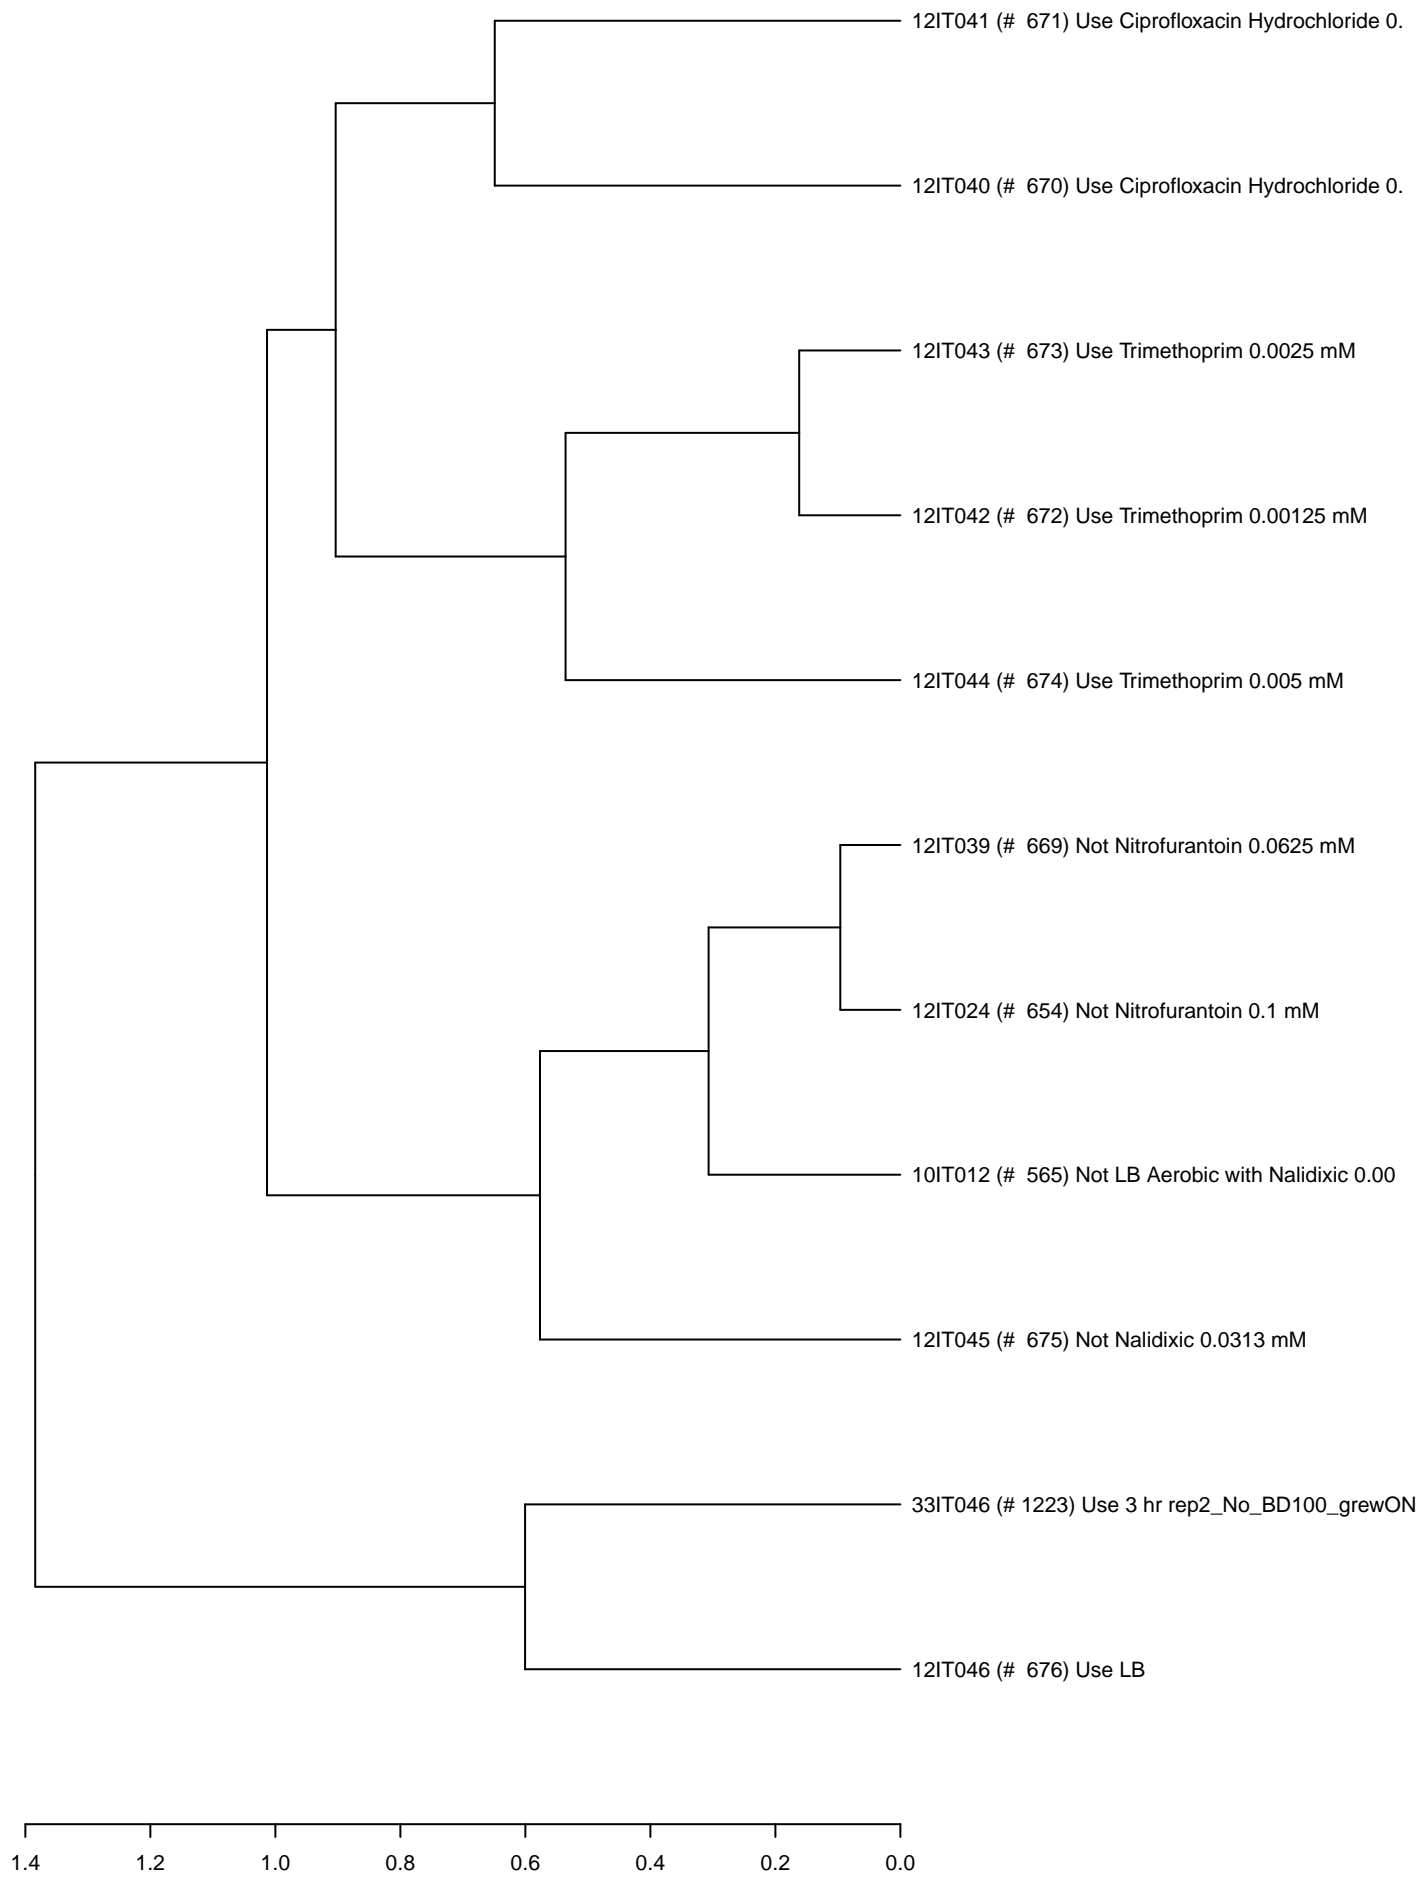 12IT041 (#  671) Use Ciprofloxacin Hydrochloride 0.
12IT040 (#  670) Use Ciprofloxacin Hydrochloride 0.
12IT043 (#  673) Use Trimethoprim 0.0025 mM
12IT042 (#  672) Use Trimethoprim 0.00125 mM
12IT044 (#  674) Use Trimethoprim 0.005 mM
12IT039 (#  669) Not Nitrofurantoin 0.0625 mM
12IT024 (#  654) Not Nitrofurantoin 0.1 mM
10IT012 (#  565) Not LB Aerobic with Nalidixic 0.00
12IT045 (#  675) Not Nalidixic 0.0313 mM
33IT046 (# 1223) Use 3 hr rep2_No_BD100_grewON
12IT046 (#  676) Use LB
1.4 1.2 1.0 0.8 0.6 0.4 0.2 0.0